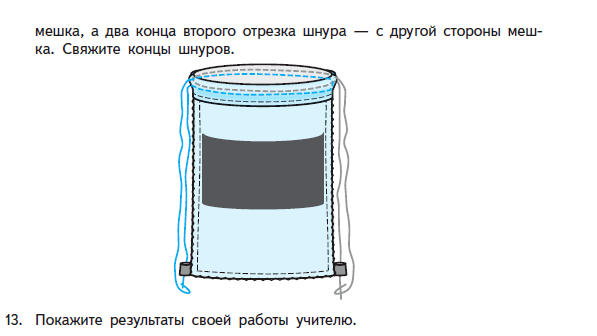 мешка, а два конца второго отрезка шнура — с другой стороны меш-
ка. Свяжите концы шнуров.
13. Покажите результаты своей работы учителю.